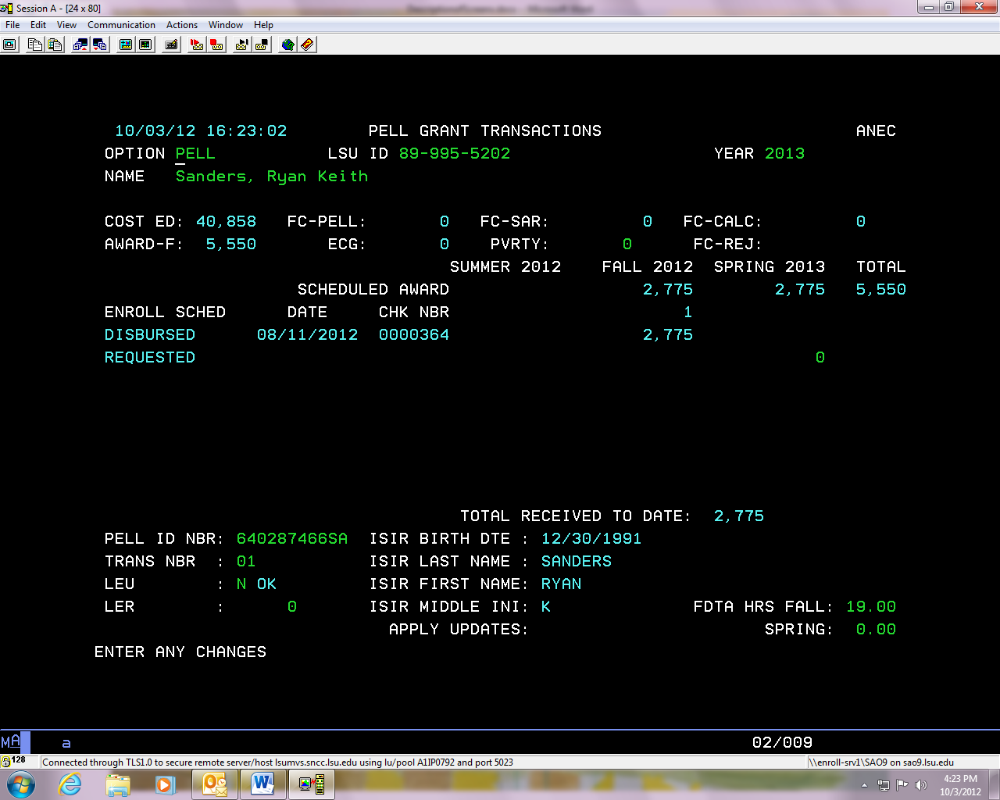 Session A - [24 x 80]
File Edit View Communication Actions Window Help
10/03/12 16:23:02 PELL GRANT TRANSACTIONS ANEC
OPTION PELL LSU ID 89-995-5202 YEAR 2013
NAME Sanders, Ryan Keith
COST ED: 40,858 FC-PELL: 0 FC-SAR: 0 FC-CALC: 0
AWARD-F: 5,550 ECG: 0 PVRTY: 0 FC-REJ:
SUMMER 2012 FALL 2012 SPRING 2013 TOTAL
SCHEDULED AWARD 2,775 2,775 5,550
ENROLL SCHED DATE CHK NBR 1
DISBURSED 08/11/2012 0000364 2,775
REQUESTED 0
TOTAL RECEIVED TO DATE: 2,775
PELL ID NBR: 640287466SA ISIR BIRTH DTE : 12/30/1991
TRANS NBR : 01 ISIR LAST NAME : SANDERS
LEU : N OK ISIR FIRST NAME: RYAN
LER : 0 ISIR MIDDLE INI: K FDTA HRS FALL: 19.00
APPLY UPDATES: SPRING: 0.00
ENTER ANY CHANGES
MA a 02/009
128 Connected through TLS1.0 to secure remote server/host lsumvs.sncc.lsu.edu using lu/pool A1IP0792 and port 5023 \\enroll-srv1\SAO9 on sao9.lsu.edu
4:23 PM
10/3/2012